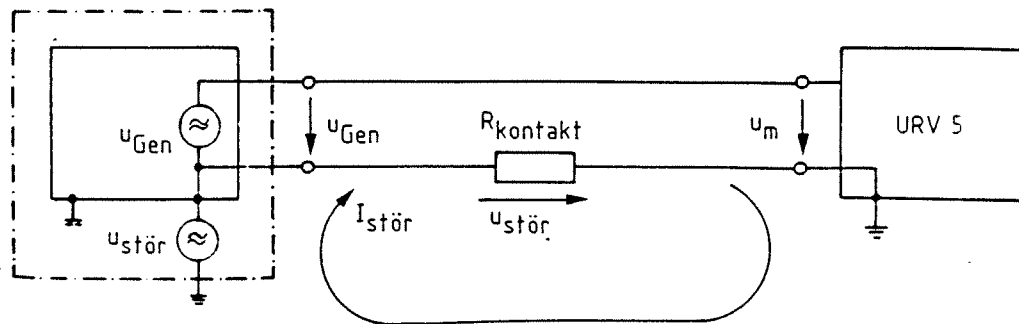 u_Gen
u_Gen
R_kontakt
u_m
URV 5
I_stör
u_stör
u_stör